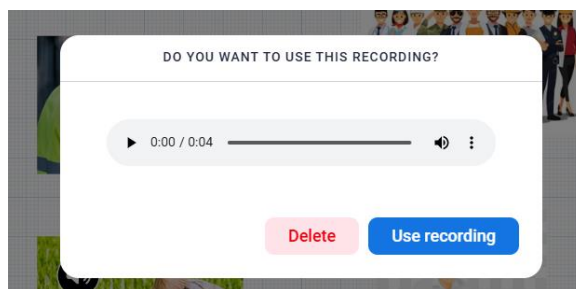 DO YOU WANT TO USE THIS RECORDING?
0:00 / 0:04
Delete
Use recording